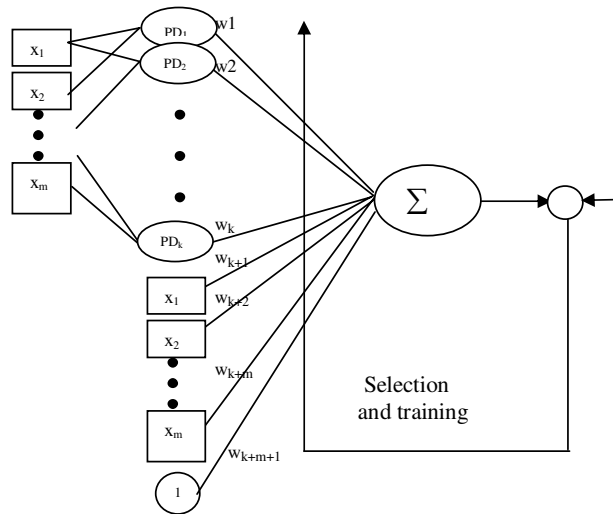 x1
x2
xm
PD1
PD2
PDk
w1
w2
wk
wk+1
wk+2
wk+m
wk+m+1
x1
x2
xm
1
Σ
Selection
and training